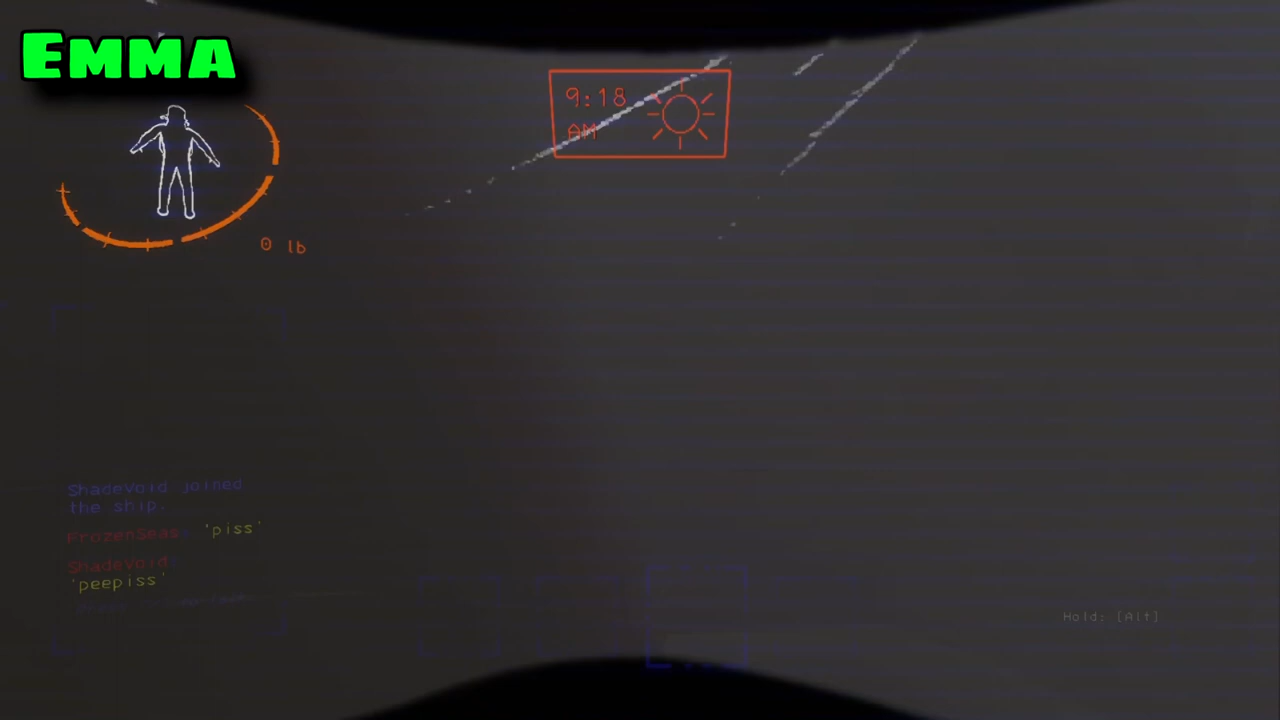 EMMA
9:18
AM
0 lb
ShadeVoid joined
the ship.
FrozenSeas: 'piss'
ShadeVoid:
'peepiss'
Hold: [Alt]